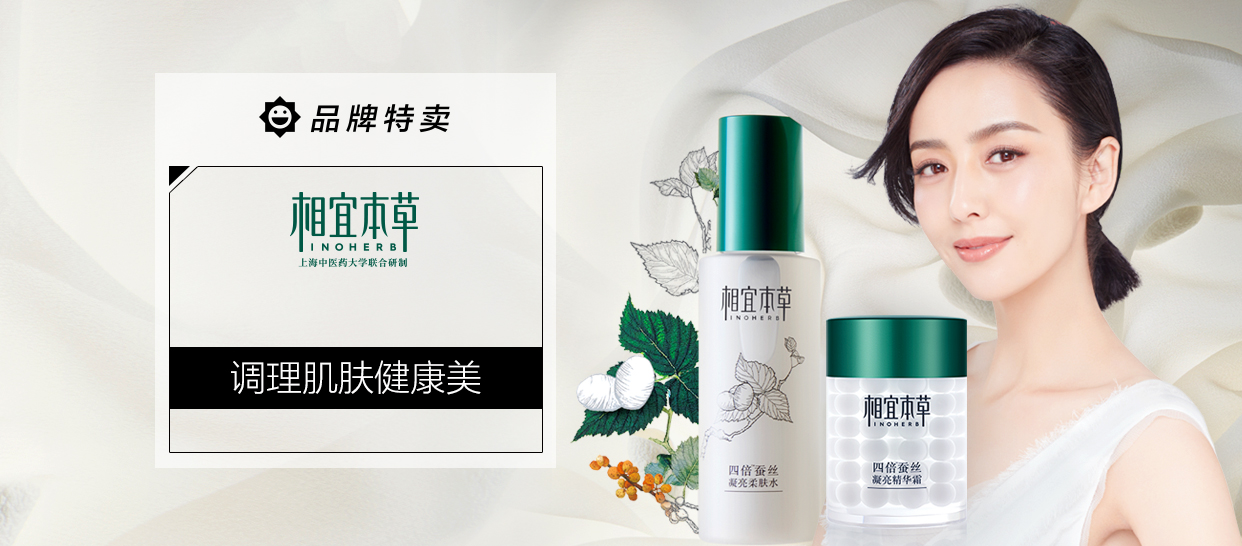 品牌特卖
相宜本草
INOHERB
上海中医药大学联合研制
调理肌肤健康美
相宜本草
INOHERB
四倍蚕丝
凝亮柔肤水
相宜本草
INOHERB
四倍蚕丝
凝亮精华霜